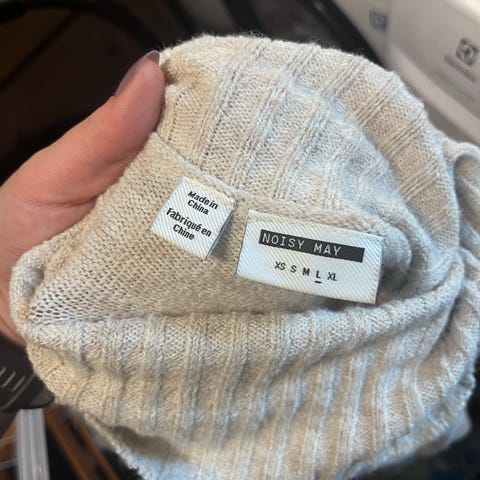 Made in
China
Fabriqué en
Chine
NOISY MAY
XS S M L XL